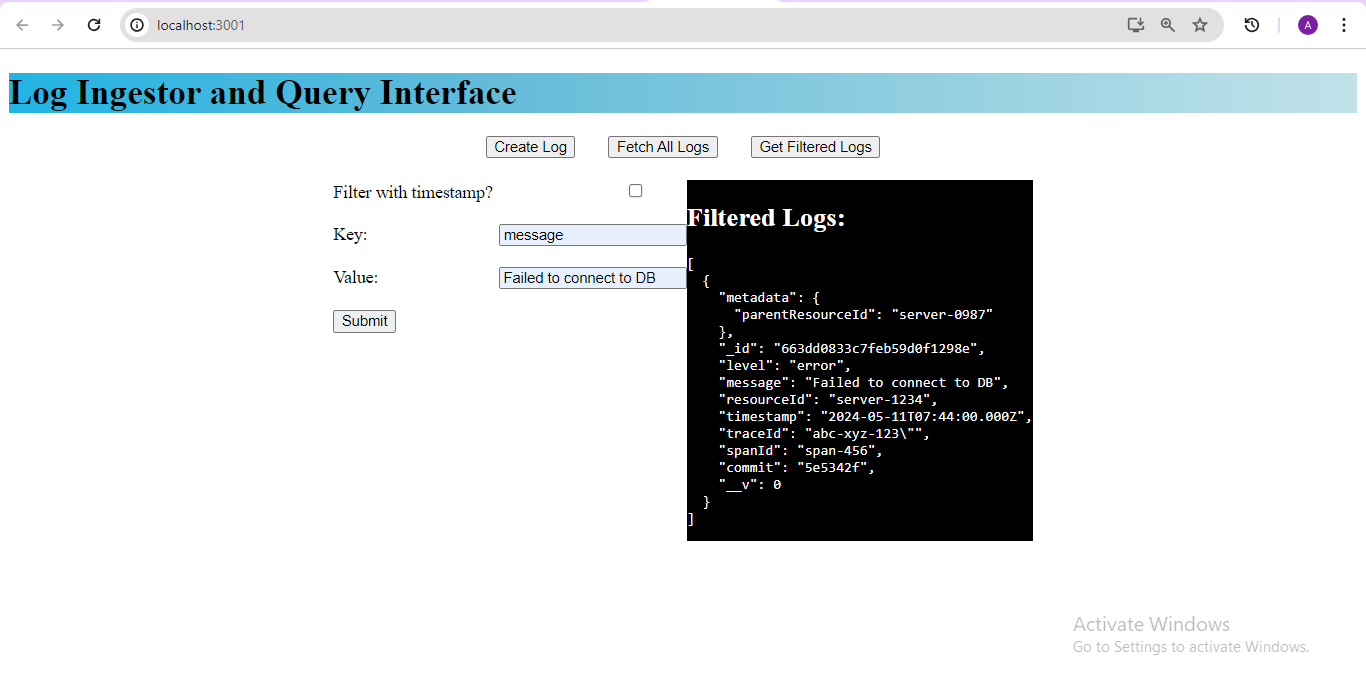 localhost:3001
A
Log Ingestor and Query Interface
Create Log Fetch All Logs Get Filtered Logs
Filter with timestamp?
Key: message
Value: Failed to connect to DB
Submit
Filtered Logs:
[
  {
    "metadata": {
      "parentResourceId": "server-0987"
    },
    "_id": "663dd0833c7feb59d0f1298e",
    "level": "error",
    "message": "Failed to connect to DB",
    "resourceId": "server-1234",
    "timestamp": "2024-05-11T07:44:00.000Z",
    "traceId": "abc-xyz-123\"",
    "spanId": "span-456",
    "commit": "5e5342f",
    "__v": 0
  }
]
Activate Windows
Go to Settings to activate Windows.